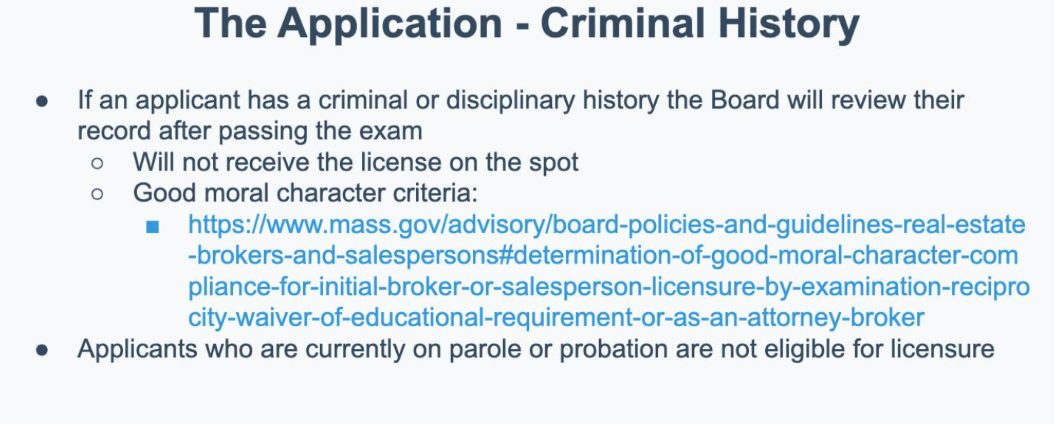 The Application - Criminal History
● If an applicant has a criminal or disciplinary history the Board will review their
record after passing the exam
○ Will not receive the license on the spot
○ Good moral character criteria:
■ https://www.mass.gov/advisory/board-policies-and-guidelines-real-estate
-brokers-and-salespersons#determination-of-good-moral-character-com
pliance-for-initial-broker-or-salesperson-licensure-by-examination-recipro
city-waiver-of-educational-requirement-or-as-an-attorney-broker
● Applicants who are currently on parole or probation are not eligible for licensure